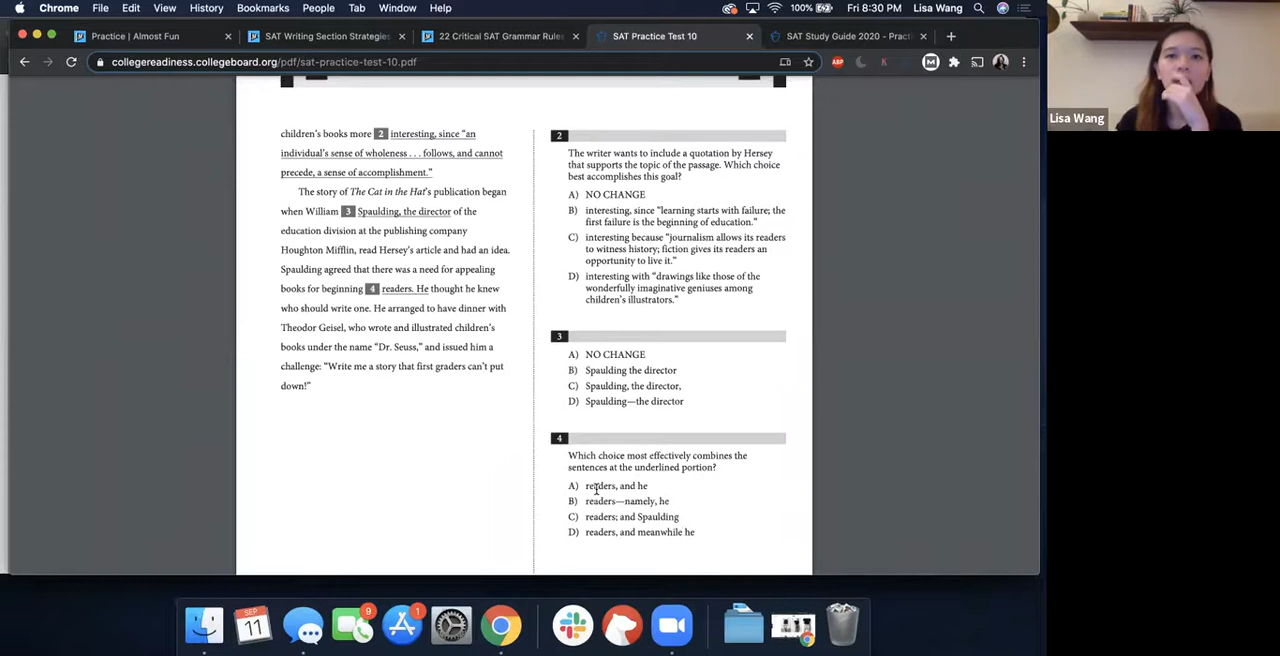 Chrome File Edit View History Bookmarks People Tab Window Help 100% Fri 8:30 PM Lisa Wang
Practice | Almost Fun
SAT Writing Section Strategies
22 Critical SAT Grammar Rules
SAT Practice Test 10
SAT Study Guide 2020 - Practi
collegereadiness.collegeboard.org/pdf/sat-practice-test-10.pdf
ABP
K
M
Lisa Wang
children's books more 2 interesting, since "an
individual's sense of wholeness . . . follows, and cannot
precede, a sense of accomplishment."
The story of The Cat in the Hat's publication began
when William 3 Spaulding, the director of the
education division at the publishing company
Houghton Mifflin, read Hersey's article and had an idea.
Spaulding agreed that there was a need for appealing
books for beginning 4 readers. He thought he knew
who should write one. He arranged to have dinner with
Theodor Geisel, who wrote and illustrated children's
books under the name "Dr. Seuss," and issued him a
challenge: "Write me a story that first graders can't put
down!"
2
The writer wants to include a quotation by Hersey
that supports the topic of the passage. Which choice
best accomplishes this goal?
A) NO CHANGE
B) interesting, since "learning starts with failure; the
first failure is the beginning of education."
C) interesting because "journalism allows its readers
to witness history; fiction gives its readers an
opportunity to live it."
D) interesting with "drawings like those of the
wonderfully imaginative geniuses among
children's illustrators."
3
A) NO CHANGE
B) Spaulding the director
C) Spaulding, the director,
D) Spaulding—the director
4
Which choice most effectively combines the
sentences at the underlined portion?
A) readers, and he
B) readers—namely, he
C) readers; and Spaulding
D) readers, and meanwhile he
SEP
11
9
1